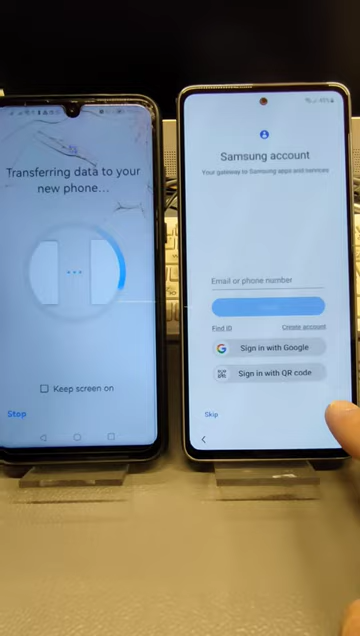 Transferring data to your
new phone...
Keep screen on
Stop
Samsung account
Your gateway to Samsung apps and services
Email or phone number
Find ID
Create account
Sign in with Google
Sign in with QR code
Skip